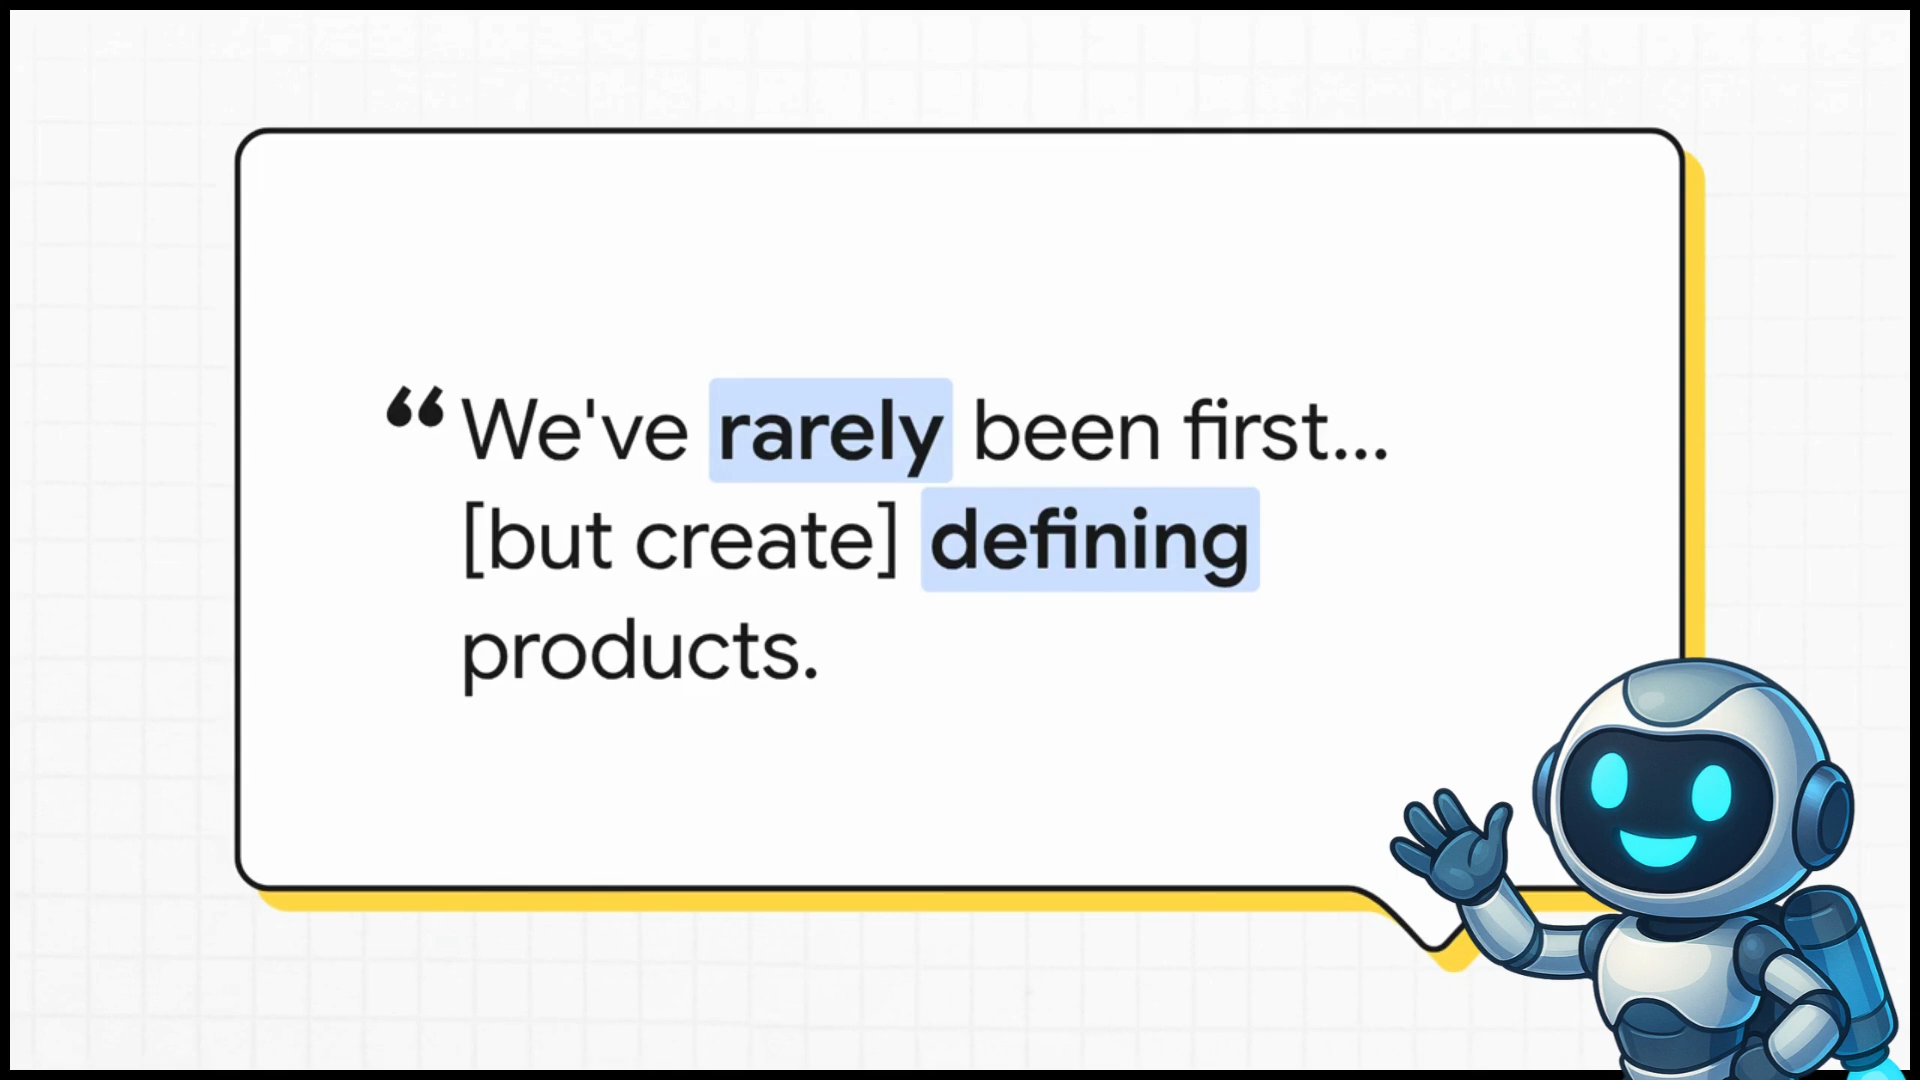 “We've rarely been first...
[but create] defining
products.